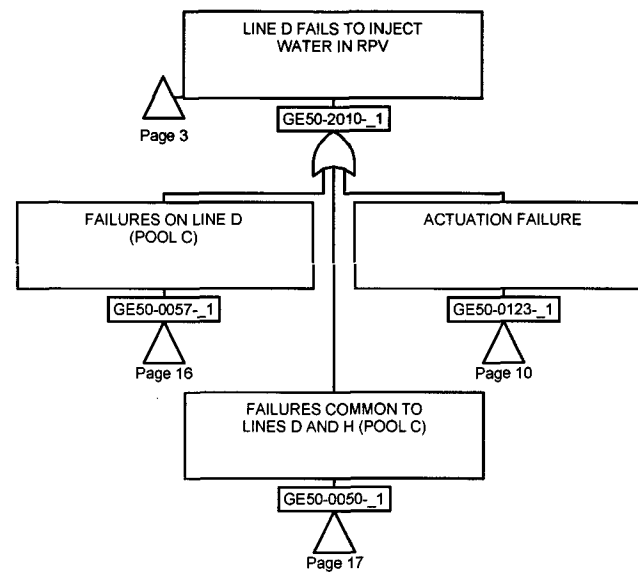 LINE D FAILS TO INJECT
WATER IN RPV
Page 3
GE50-2010-_1
FAILURES ON LINE D
(POOL C)
ACTUATION FAILURE
GE50-0057-_1
GE50-0123-_1
Page 16
Page 10
FAILURES COMMON TO
LINES D AND H (POOL C)
GE50-0050-_1
Page 17